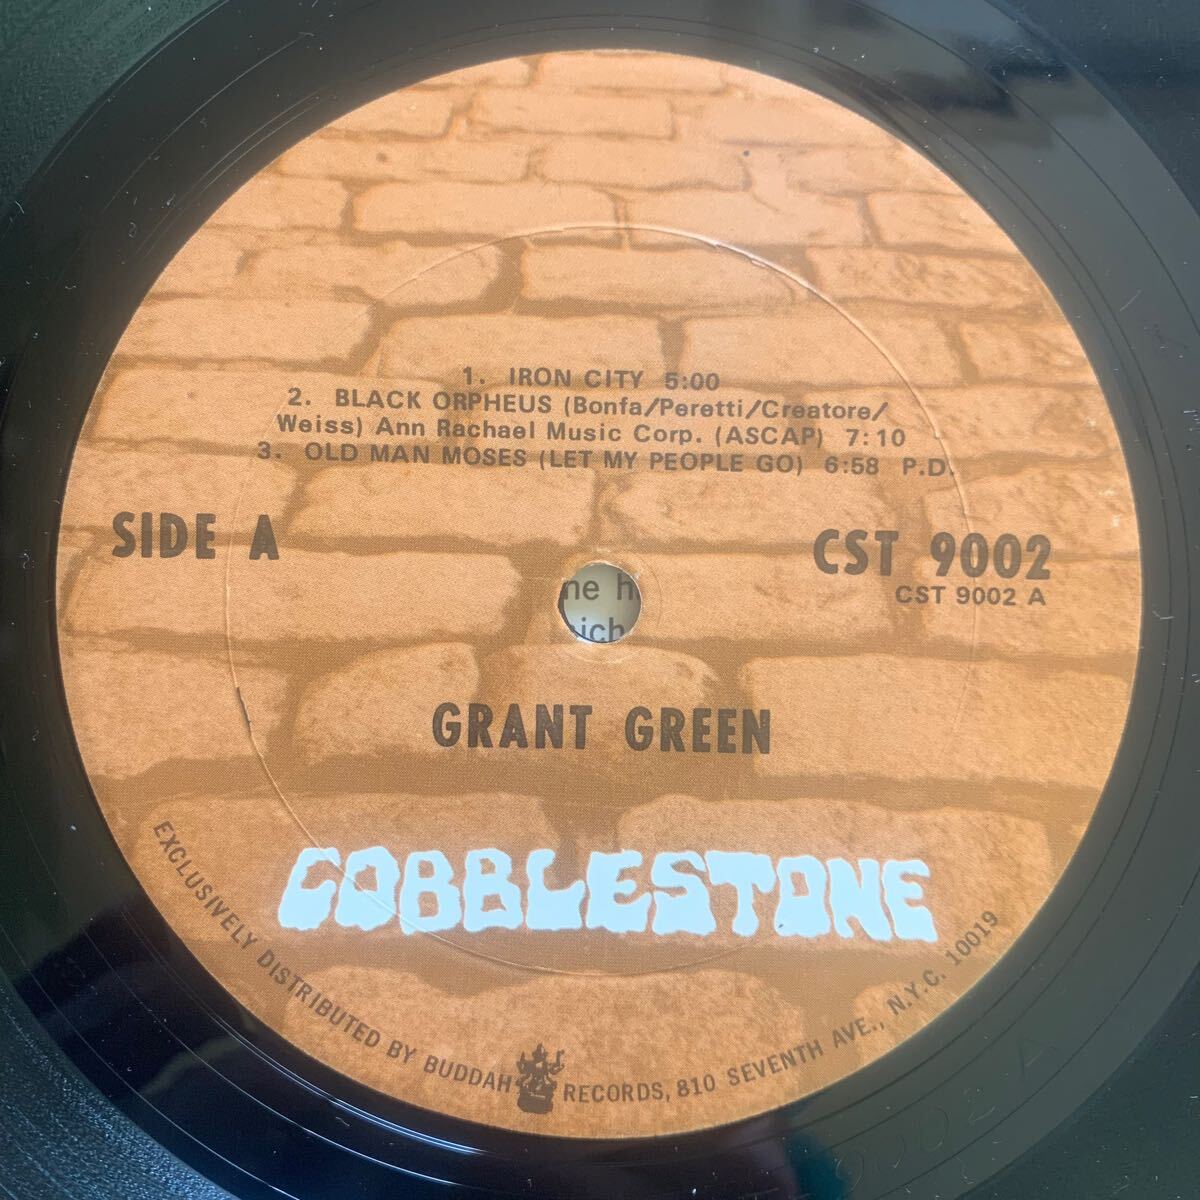 1. IRON CITY 5:00
2. BLACK ORPHEUS (Bonfa/Peretti/Creatore/
Weiss) Ann Rachael Music Corp. (ASCAP) 7:10
3. OLD MAN MOSES (LET MY PEOPLE GO) 6:58 P.D.
SIDE A
CST 9002
CST 9002 A
GRANT GREEN
COBBLESTONE
EXCLUSIVELY DISTRIBUTED BY BUDDAH RECORDS, 810 SEVENTH AVE., N.Y.C. 10019